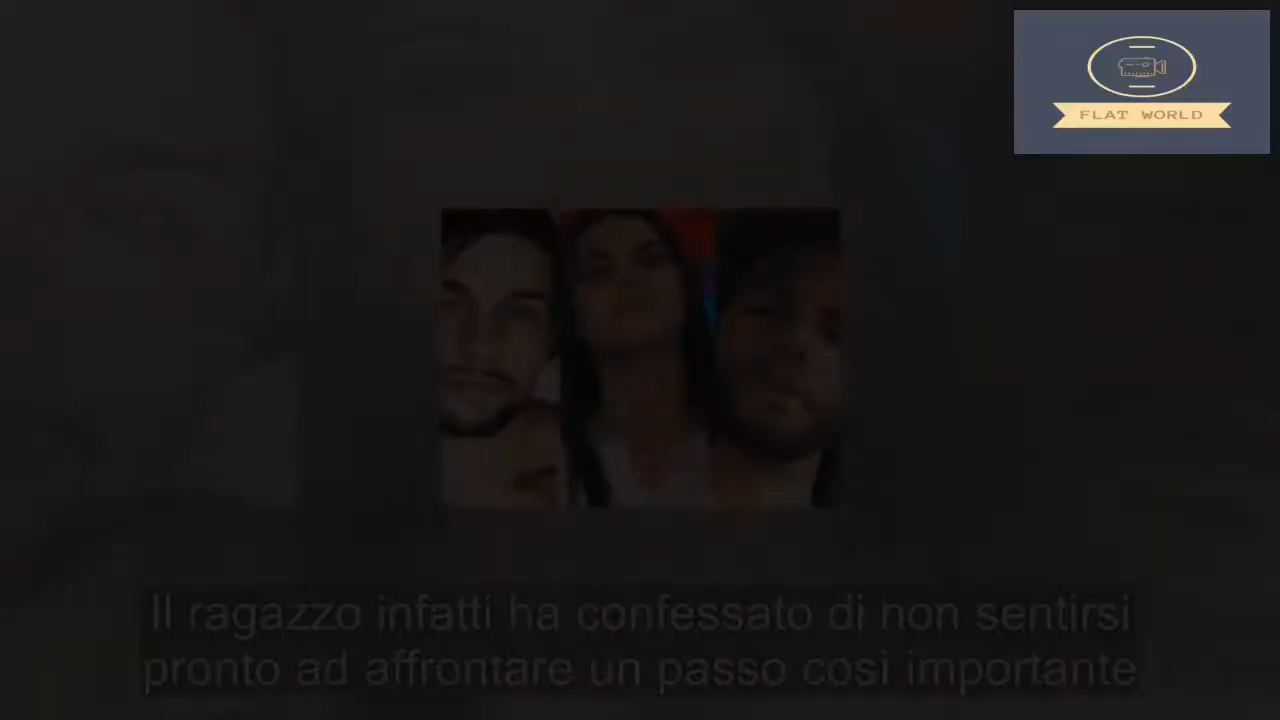 FLAT WORLD
Il ragazzo infatti ha confessato di non sentirsi
pronto ad affrontare un passo così importante